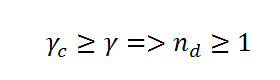 γc ≥ γ => nd ≥ 1